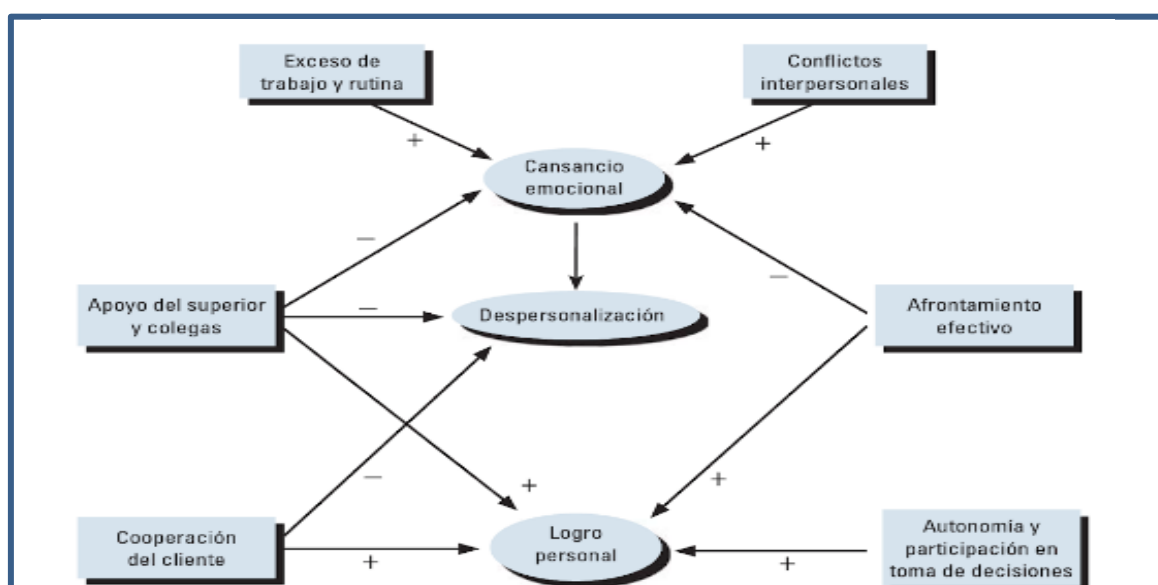 Exceso de
trabajo y rutina
Conflictos
interpersonales
+
+
Cansancio
emocional
−
−
Apoyo del superior
y colegas
−
Despersonalización
Afrontamiento
efectivo
−
+
+
Cooperación
del cliente
+
Logro
personal
+
Autonomía y
participación en
toma de decisiones